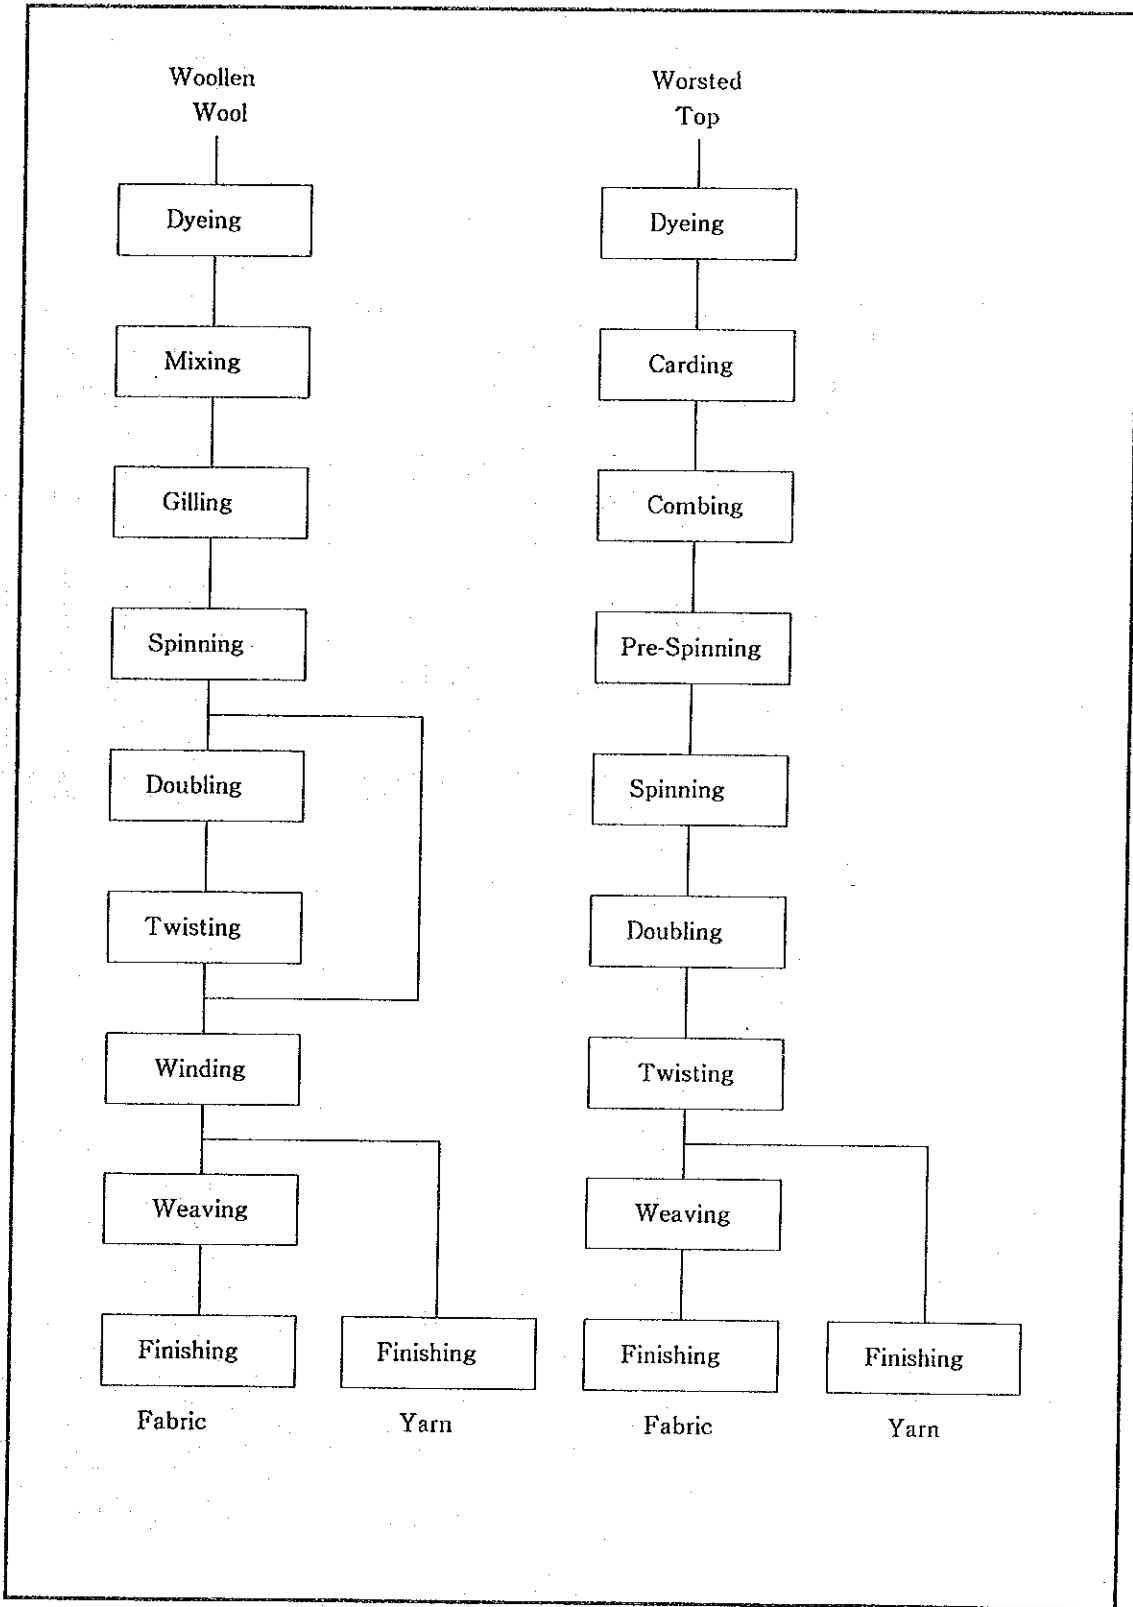 Woollen
Wool
Dyeing
Mixing
Gilling
Spinning
Doubling
Twisting
Winding
Weaving
Finishing
Fabric
Finishing
Yarn
Worsted
Top
Dyeing
Carding
Combing
Pre-Spinning
Spinning
Doubling
Twisting
Weaving
Finishing
Fabric
Finishing
Yarn